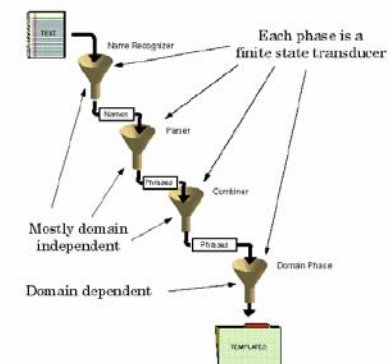 TEXT
Name Recognizer
Each phase is a
finite state transducer
Names
Parser
Phrases
Combiner
Mostly domain
independent
Phrases
Domain Phase
Domain dependent
TEMPLATES